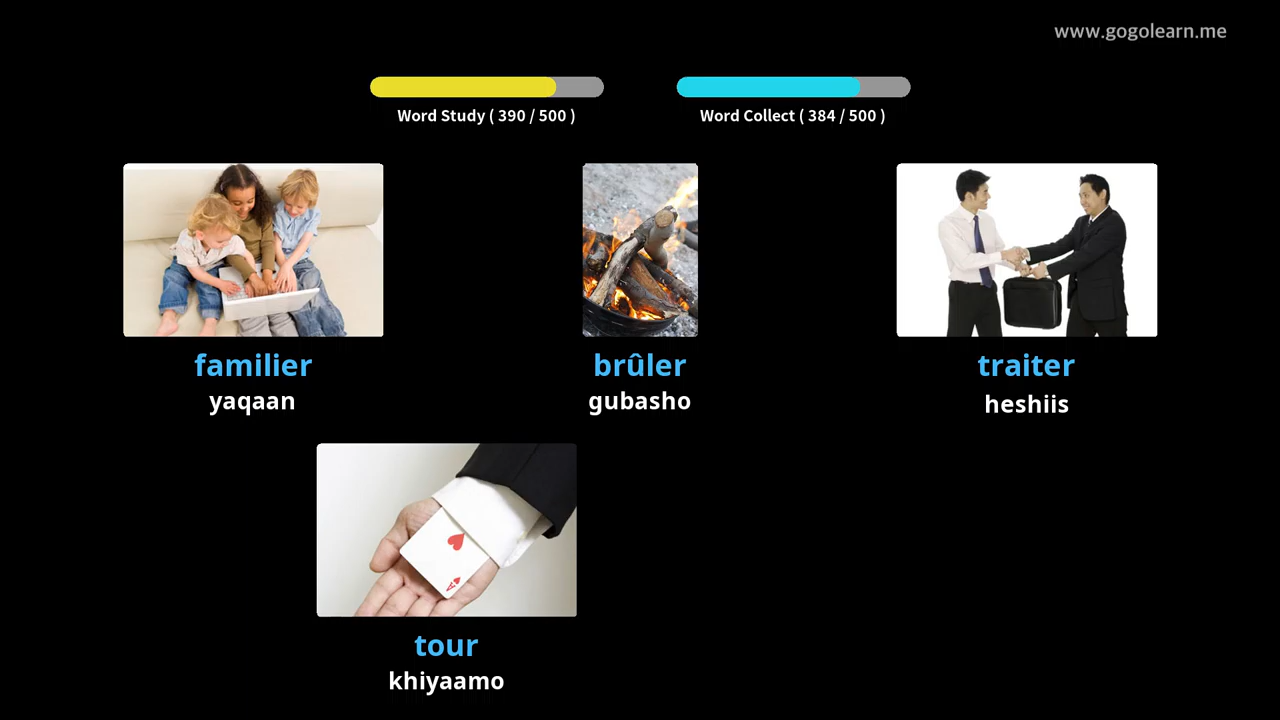 www.gogolearn.me
Word Study ( 390 / 500 )
Word Collect ( 384 / 500 )
familier
yaqaan
brûler
gubasho
traiter
heshiis
A
tour
khiyaamo